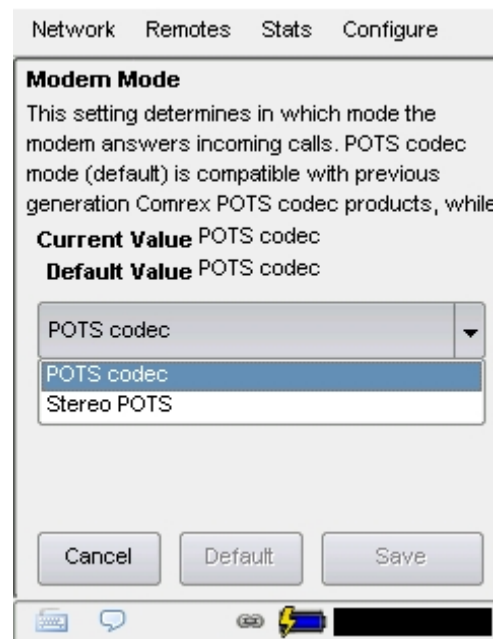 Network Remotes Stats Configure
Modem Mode
This setting determines in which mode the
modem answers incoming calls. POTS codec
mode (default) is compatible with previous
generation Comrex POTS codec products, while
Current Value POTS codec
Default Value POTS codec
POTS codec
POTS codec
Stereo POTS
Cancel Default Save